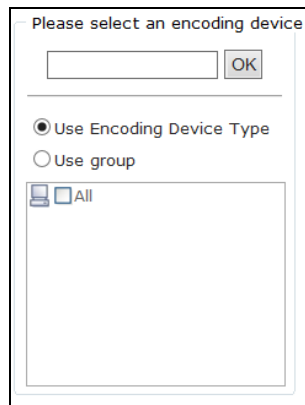 Please select an encoding device
OK
Use Encoding Device Type
Use group
All